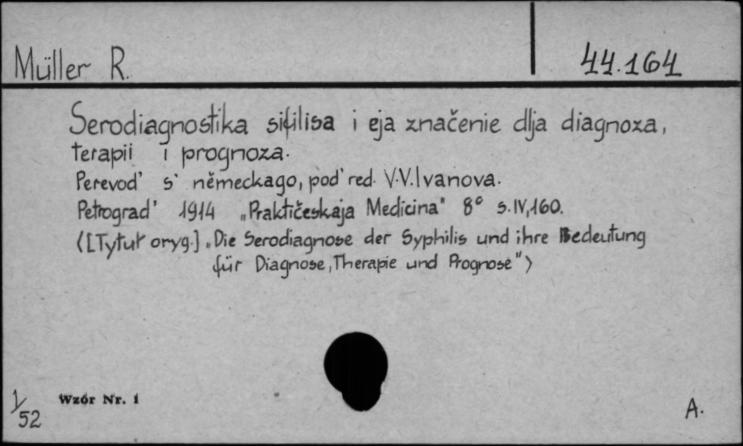 Müller R.
44.164
Serodiagnostika sifilisa i eja značenie dlja diagnoza,
terapii i prognoza.
Perevod' s' německago, pod' red. V.V.Ivanova.
Petrograd' 1914 „Praktičeskaja Medicina" 8° s.IV,160.
([Tytuł oryg.] „Die Serodiagnose der Syphilis und ihre Bedeutung
für Diagnose, Therapie und Prognose")
1/52
Wzór Nr. 1
A.